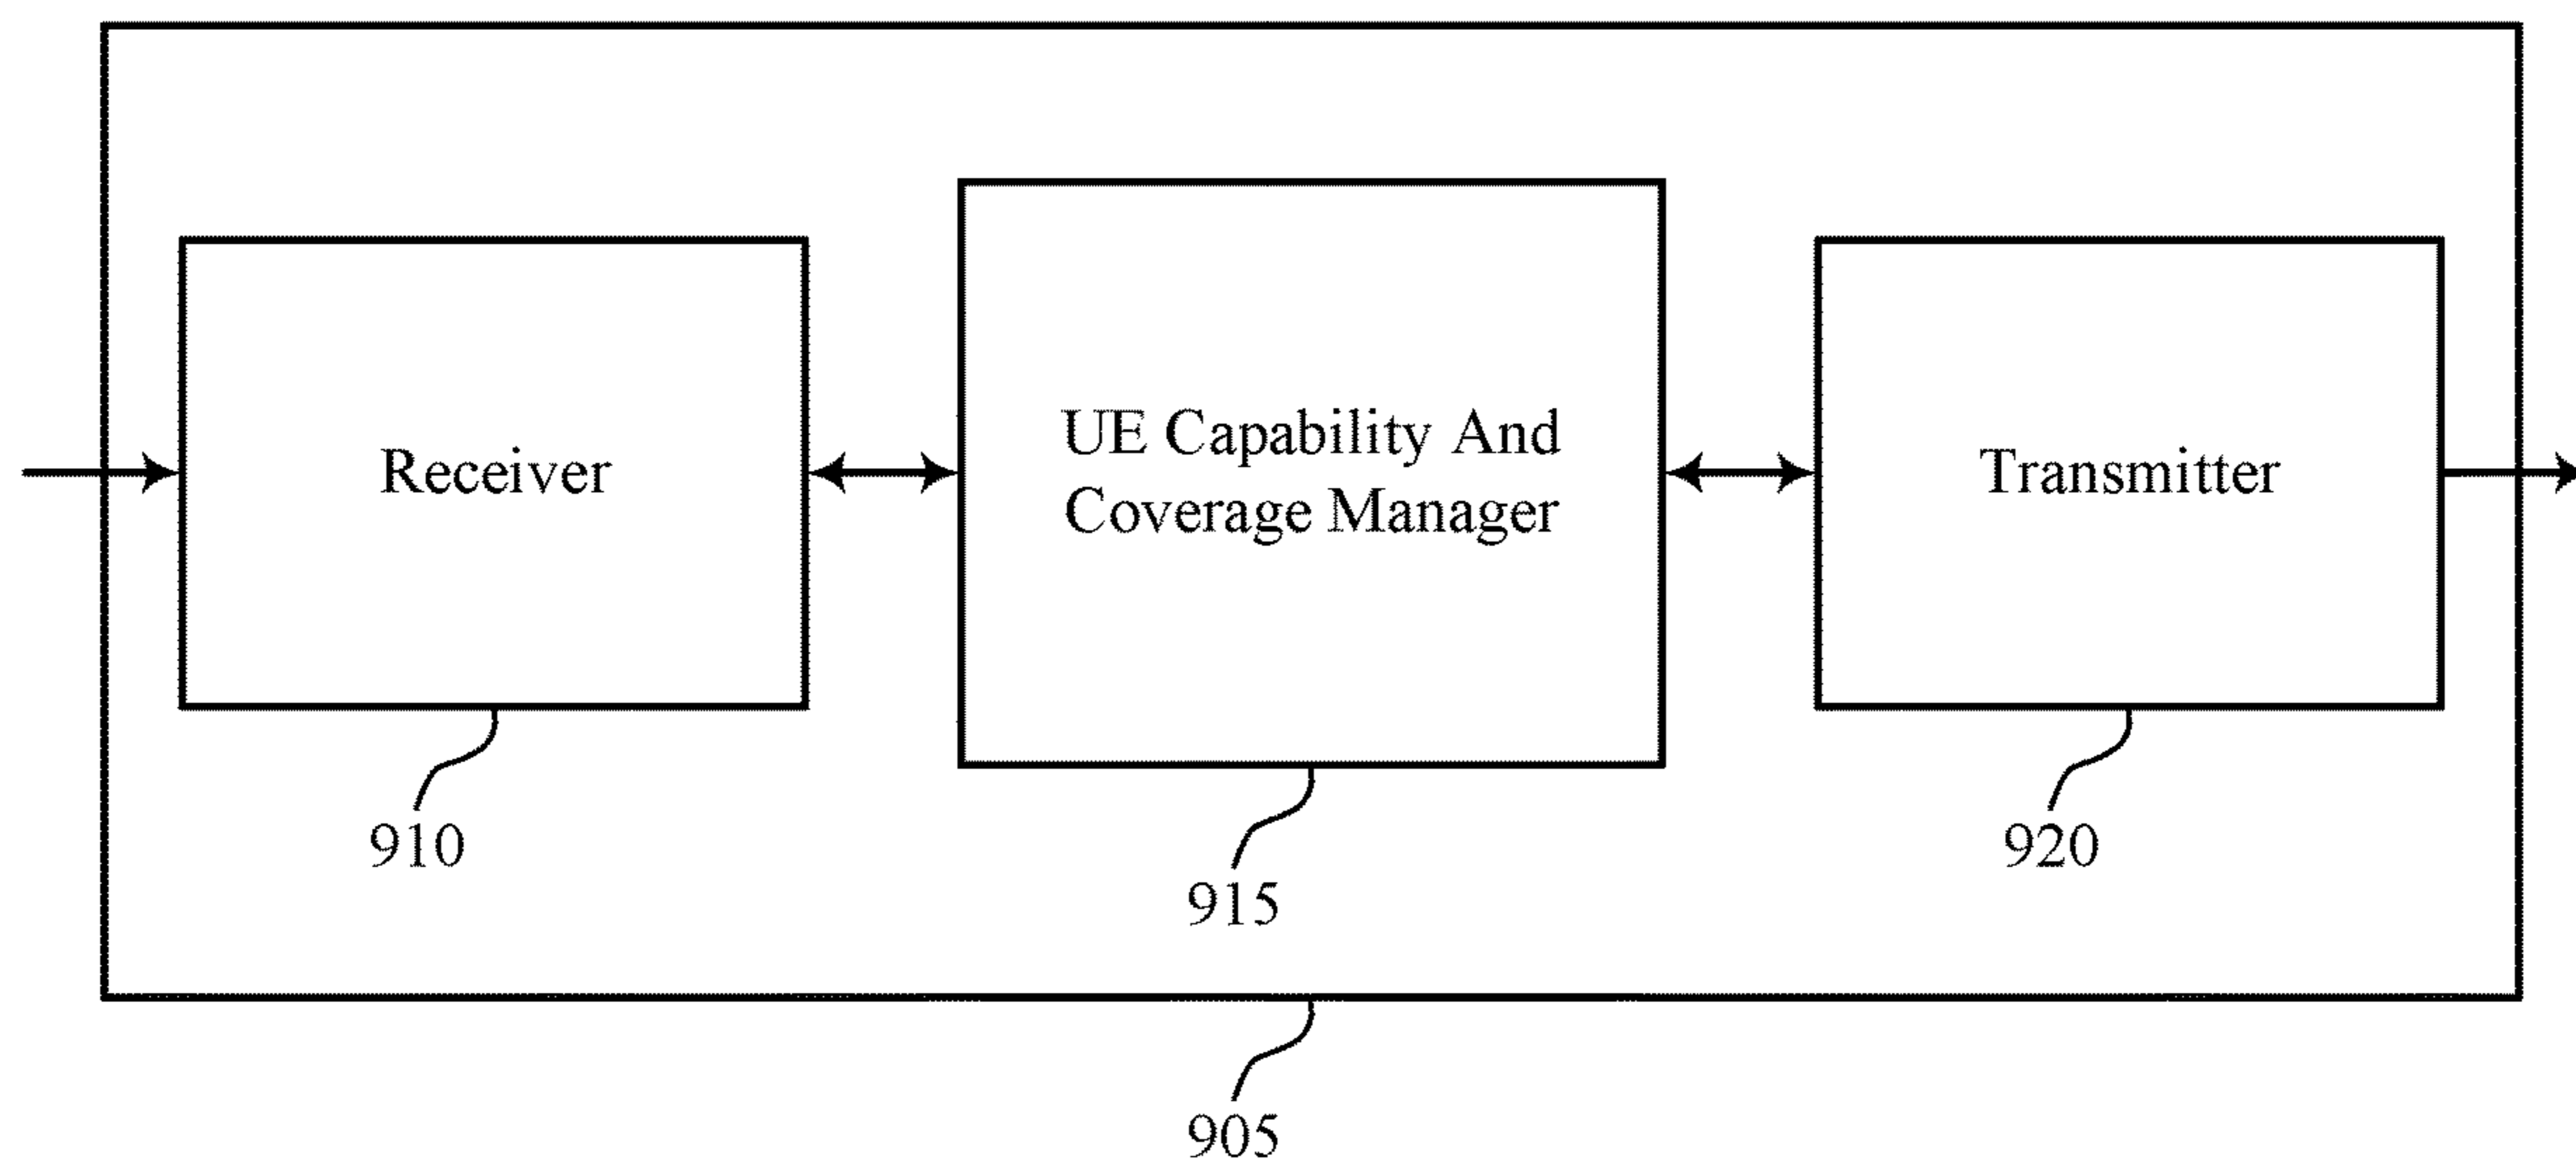 Receiver
UE Capability And
Coverage Manager
Transmitter
910
915
920
905